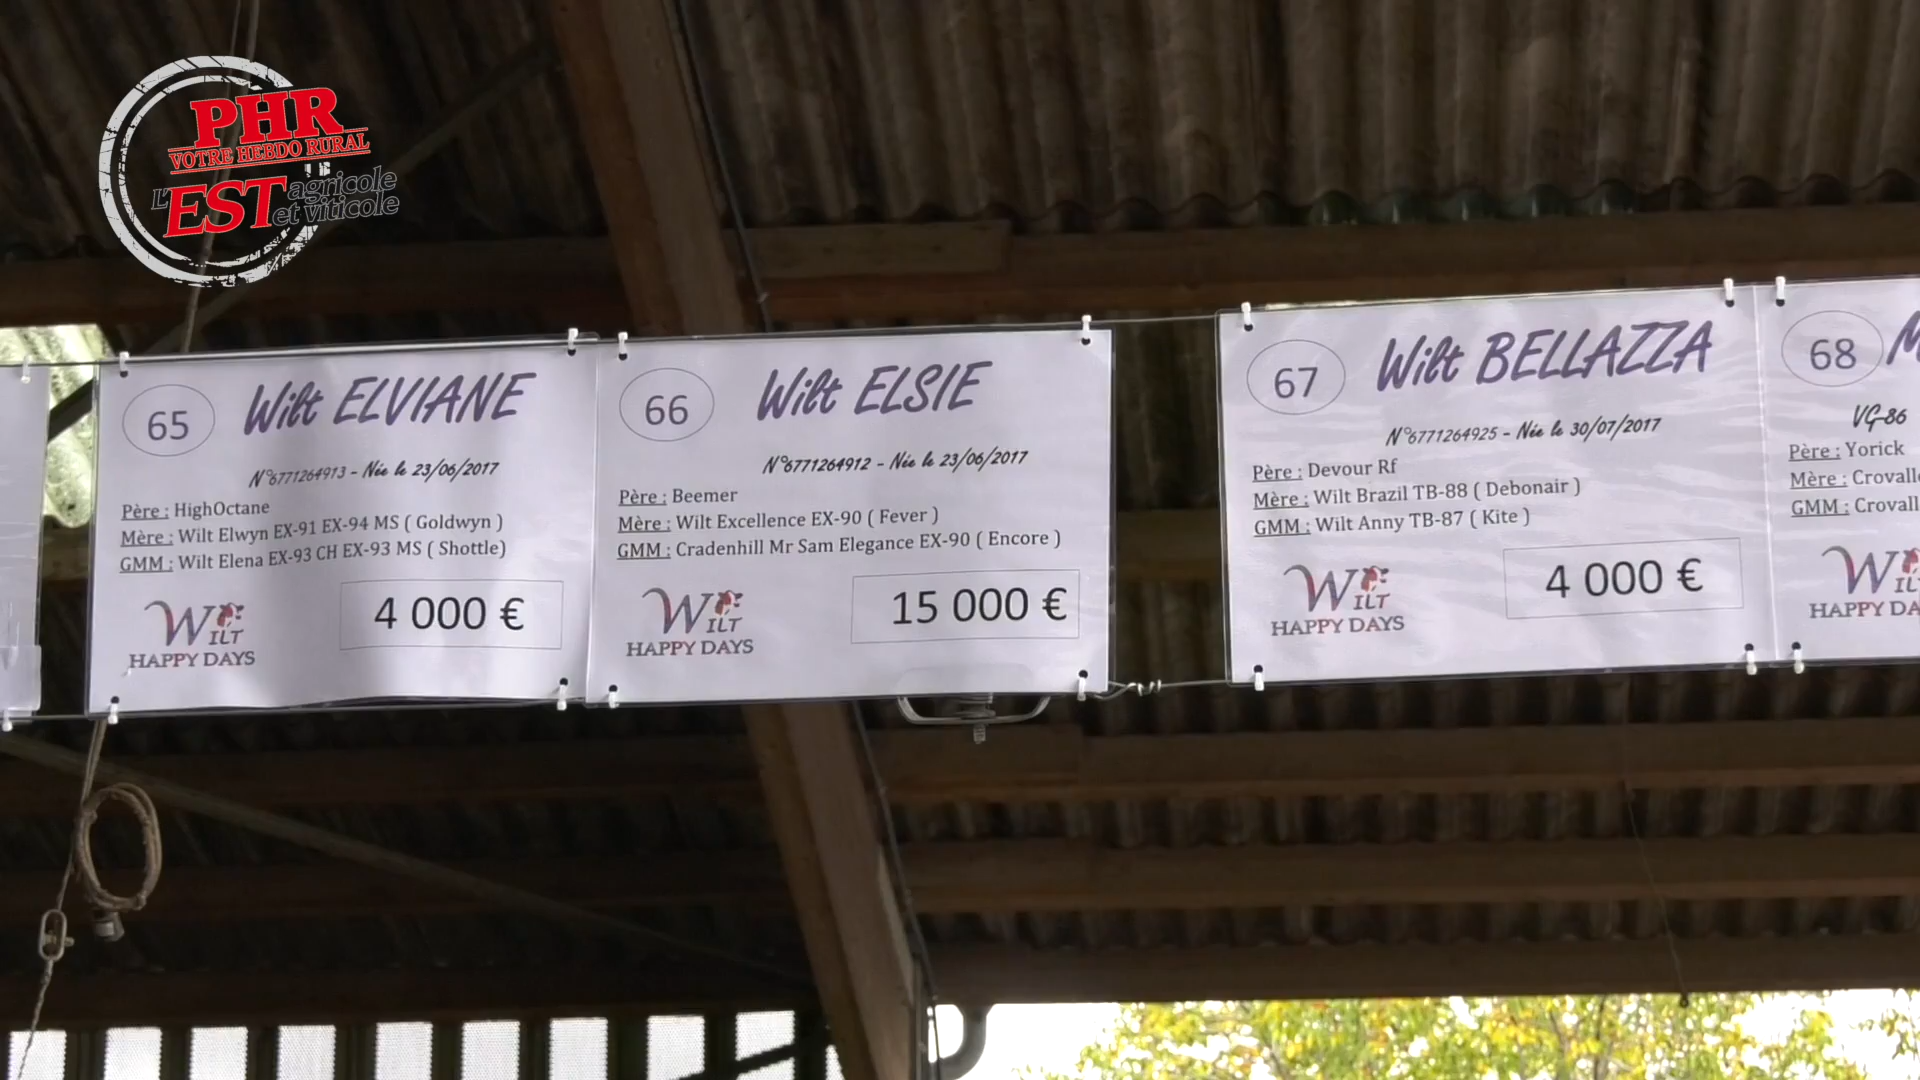 PHR
VOTRE HEBDO RURAL
L'EST agricole
et viticole
65
Wilt ELVIANE
N°6771264913 - Née le 23/06/2017
Père : HighOctane
Mère : Wilt Elwyn EX-91 EX-94 MS ( Goldwyn )
GMM : Wilt Elena EX-93 CH EX-93 MS ( Shottle)
WILT
HAPPY DAYS
4 000 €
66
Wilt ELSIE
N°6771264912 - Née le 23/06/2017
Père : Beemer
Mère : Wilt Excellence EX-90 ( Fever )
GMM : Cradenhill Mr Sam Elegance EX-90 ( Encore )
WILT
HAPPY DAYS
15 000 €
67
Wilt BELLAZZA
N°6771264925 - Née le 30/07/2017
Père : Devour Rf
Mère : Wilt Brazil TB-88 ( Debonair )
GMM : Wilt Anny TB-87 ( Kite )
WILT
HAPPY DAYS
4 000 €
68
VG-86
Père : Yorick
Mère :
GMM :
HAPPY